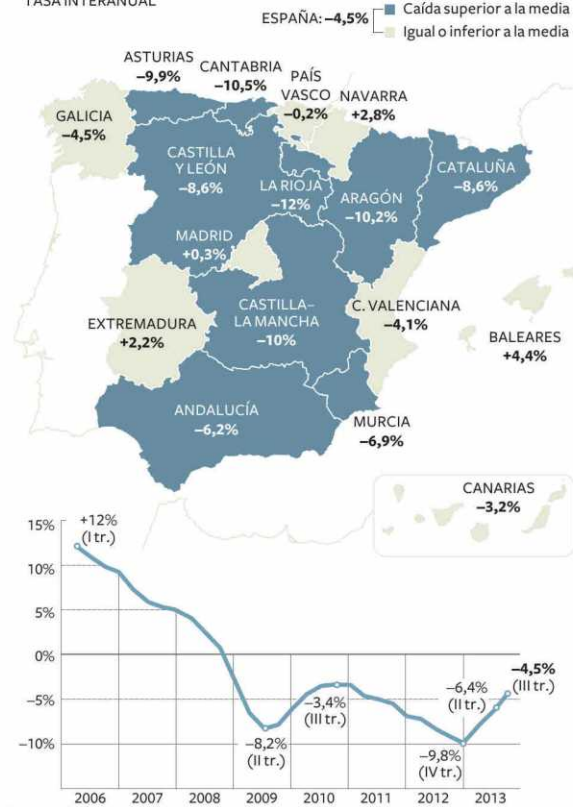 TASA INTERANUAL
ESPAÑA: –4,5%
Caída superior a la media
Igual o inferior a la media
ASTURIAS
–9,9%
CANTABRIA
–10,5%
PAÍS
VASCO
–0,2%
NAVARRA
+2,8%
GALICIA
–4,5%
CASTILLA
Y LEÓN
–8,6%
LA RIOJA
–12%
ARAGÓN
–10,2%
CATALUÑA
–8,6%
MADRID
+0,3%
EXTREMADURA
+2,2%
CASTILLA–
LA MANCHA
–10%
C. VALENCIANA
–4,1%
BALEARES
+4,4%
ANDALUCÍA
–6,2%
MURCIA
–6,9%
CANARIAS
–3,2%
15%
10%
5%
0%
–5%
–10%
+12%
(I tr.)
–8,2%
(II tr.)
–3,4%
(III tr.)
–9,8%
(IV tr.)
–6,4%
(II tr.)
–4,5%
(III tr.)
2006 2007 2008 2009 2010 2011 2012 2013